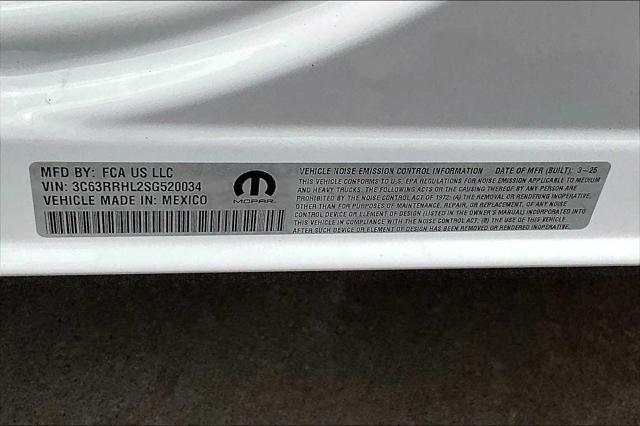 MFD BY: FCA US LLC
VIN: 3C63RRHL2SG520034
VEHICLE MADE IN: MEXICO
MOPAR
VEHICLE NOISE EMISSION CONTROL INFORMATION DATE OF MFR (BUILT): 3-25
THIS VEHICLE CONFORMS TO U.S. EPA REGULATIONS FOR NOISE EMISSION APPLICABLE TO MEDIUM
AND HEAVY TRUCKS. THE FOLLOWING ACTS OR THE CAUSING THEREOF BY ANY PERSON ARE
PROHIBITED BY THE NOISE CONTROL ACT OF 1972: (A) THE REMOVAL OR RENDERING INOPERATIVE,
OTHER THAN FOR PURPOSES OF MAINTENANCE, REPAIR, OR REPLACEMENT, OF ANY NOISE
CONTROL DEVICE OR ELEMENT OF DESIGN (LISTED IN THE OWNER'S MANUAL) INCORPORATED INTO
THIS VEHICLE IN COMPLIANCE WITH THE NOISE CONTROL ACT; (B) THE USE OF THIS VEHICLE
AFTER SUCH DEVICE OR ELEMENT OF DESIGN HAS BEEN REMOVED OR RENDERED INOPERATIVE.